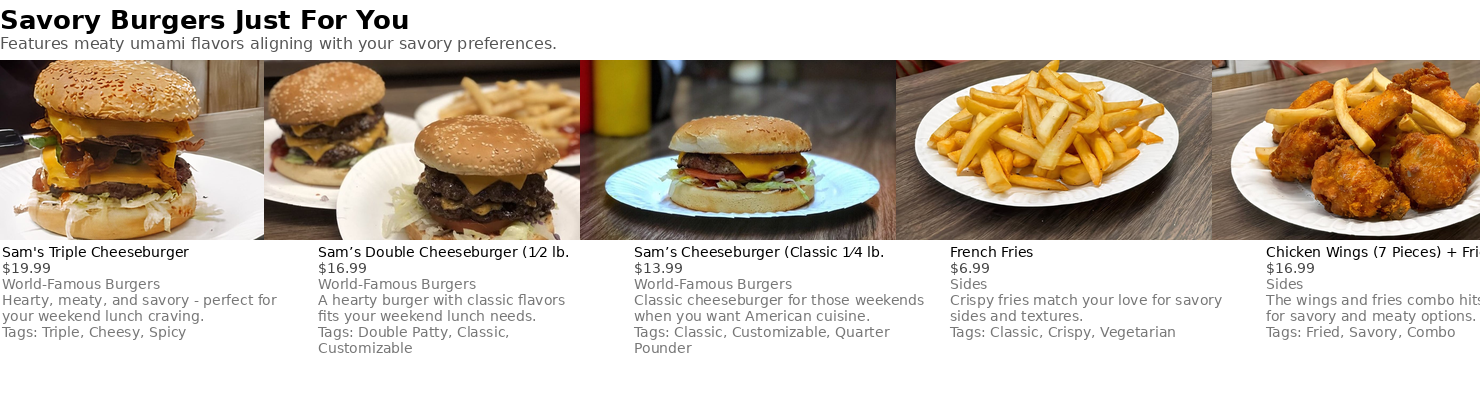 Savory Burgers Just For You
Features meaty umami flavors aligning with your savory preferences.
Sam's Triple Cheeseburger
$19.99
World-Famous Burgers
Hearty, meaty, and savory - perfect for
your weekend lunch craving.
Tags: Triple, Cheesy, Spicy
Sam’s Double Cheeseburger (1⁄2 lb.
$16.99
World-Famous Burgers
A hearty burger with classic flavors
fits your weekend lunch needs.
Tags: Double Patty, Classic,
Customizable
Sam’s Cheeseburger (Classic 1⁄4 lb.
$13.99
World-Famous Burgers
Classic cheeseburger for those weekends
when you want American cuisine.
Tags: Classic, Customizable, Quarter
Pounder
French Fries
$6.99
Sides
Crispy fries match your love for savory
sides and textures.
Tags: Classic, Crispy, Vegetarian
Chicken Wings (7 Pieces) +
$16.99
Sides
The wings and fries combo hits
for savory and meaty options.
Tags: Fried, Savory, Combo